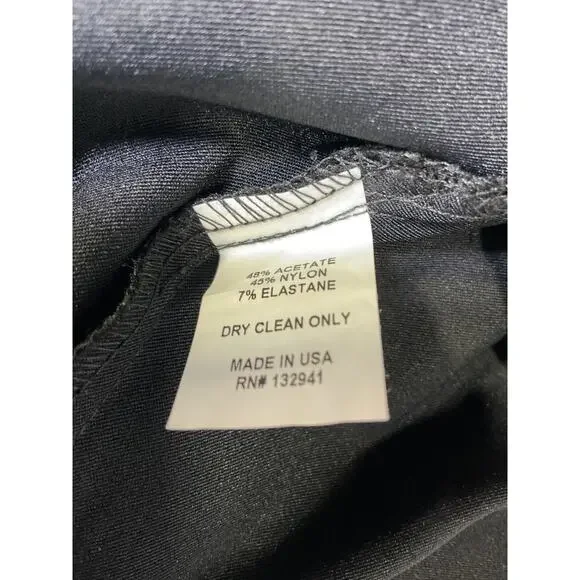 48% ACETATE
45% NYLON
7% ELASTANE
DRY CLEAN ONLY
MADE IN USA
RN# 132941